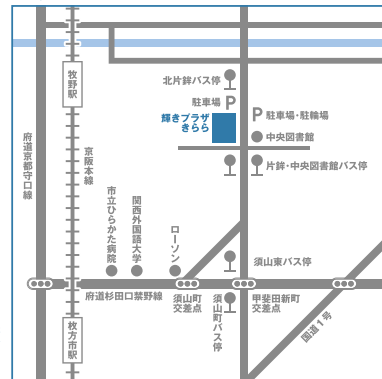 牧野駅
北片鉾バス停
駐車場 P
輝きプラザ
きらら
P 駐車場・駐輪場
中央図書館
片鉾・中央図書館バス停
府道京都守口線
京阪本線
市立ひらかた病院
関西外国語大学
ローソン
須山東バス停
府道杉田口禁野線
須山町
交差点
須山町バス停
甲斐田新町
交差点
国道1号
枚方市駅